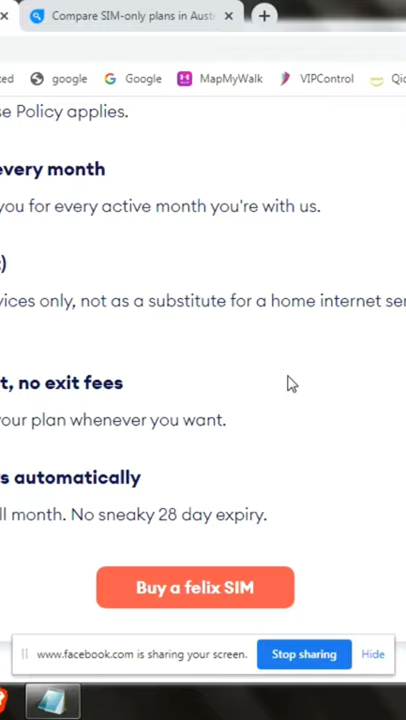 Compare SIM-only plans in Aust
google
Google
MapMyWalk
VIPControl
se Policy applies.
every month
you for every active month you're with us.
vices only, not as a substitute for a home internet ser
t, no exit fees
your plan whenever you want.
s automatically
ll month. No sneaky 28 day expiry.
Buy a felix SIM
www.facebook.com is sharing your screen.
Stop sharing
Hide